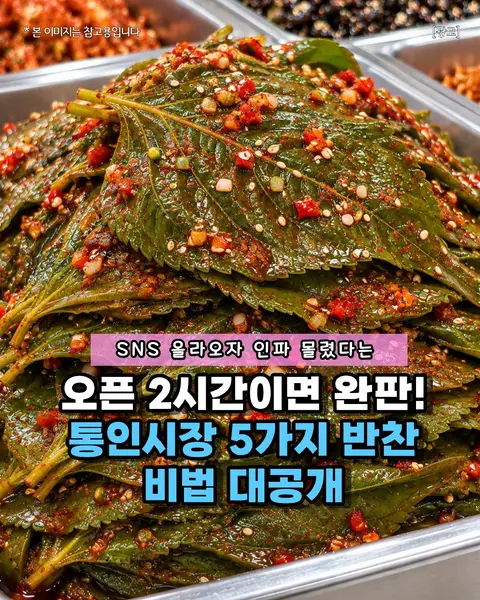 * 본 이미지는 참고용입니다.
[광고]
SNS 올라오자 인파 몰렸다는
오픈 2시간이면 완판!
통인시장 5가지 반찬
비법 대공개